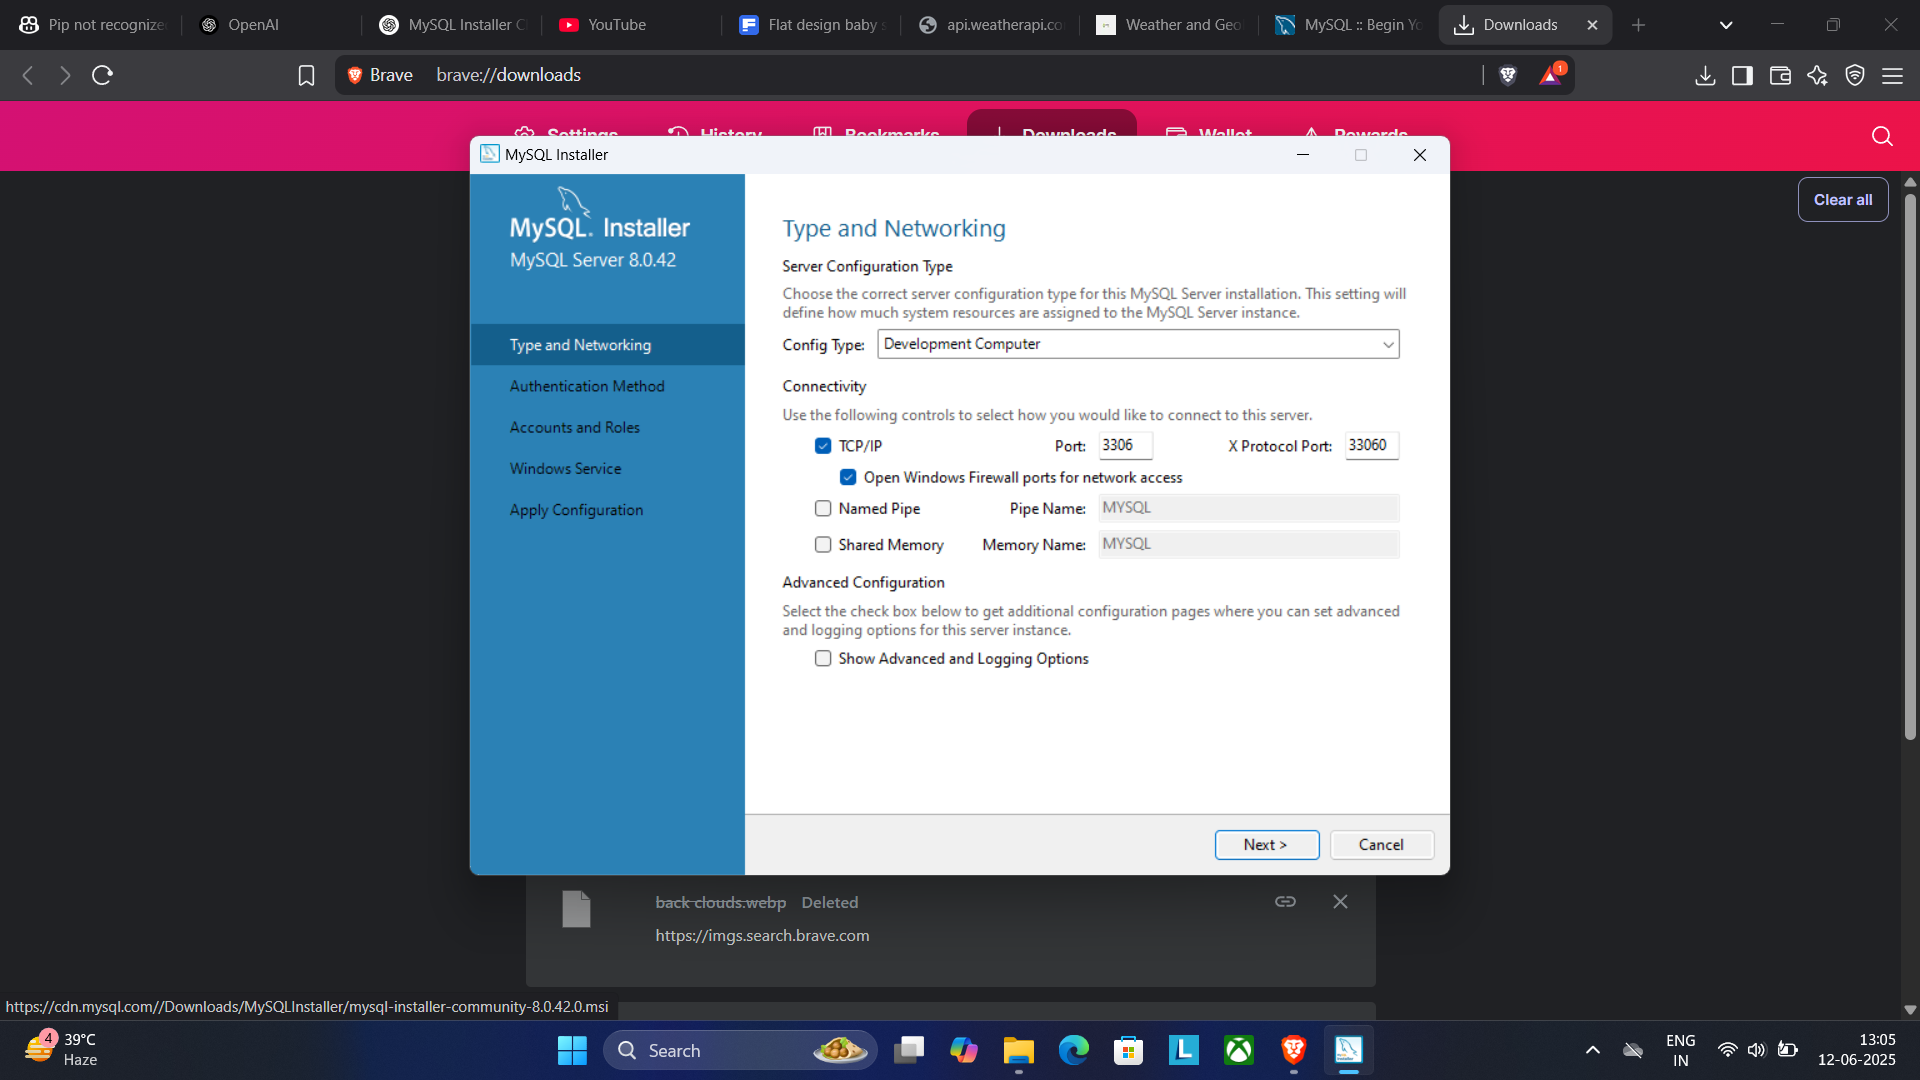 Pip not recognize
OpenAI
MySQL Installer C
YouTube
Flat design baby s
api.weatherapi.co
Weather and Geo
MySQL :: Begin Yo
Downloads
Brave
brave://downloads
1
Settings
History
Bookmarks
Downloads
Wallet
Rewards
Clear all
MySQL Installer
MySQL. Installer
MySQL Server 8.0.42
Type and Networking
Authentication Method
Accounts and Roles
Windows Service
Apply Configuration
Type and Networking
Server Configuration Type
Choose the correct server configuration type for this MySQL Server installation. This setting will
define how much system resources are assigned to the MySQL Server instance.
Config Type: Development Computer
Connectivity
Use the following controls to select how you would like to connect to this server.
TCP/IP Port: 3306 X Protocol Port: 33060
Open Windows Firewall ports for network access
Named Pipe Pipe Name: MYSQL
Shared Memory Memory Name: MYSQL
Advanced Configuration
Select the check box below to get additional configuration pages where you can set advanced
and logging options for this server instance.
Show Advanced and Logging Options
Next >
Cancel
back clouds.webp Deleted
https://imgs.search.brave.com
https://cdn.mysql.com//Downloads/MySQLInstaller/mysql-installer-community-8.0.42.0.msi
4
39°C
Haze
Search
L
ENG
IN
13:05
12-06-2025